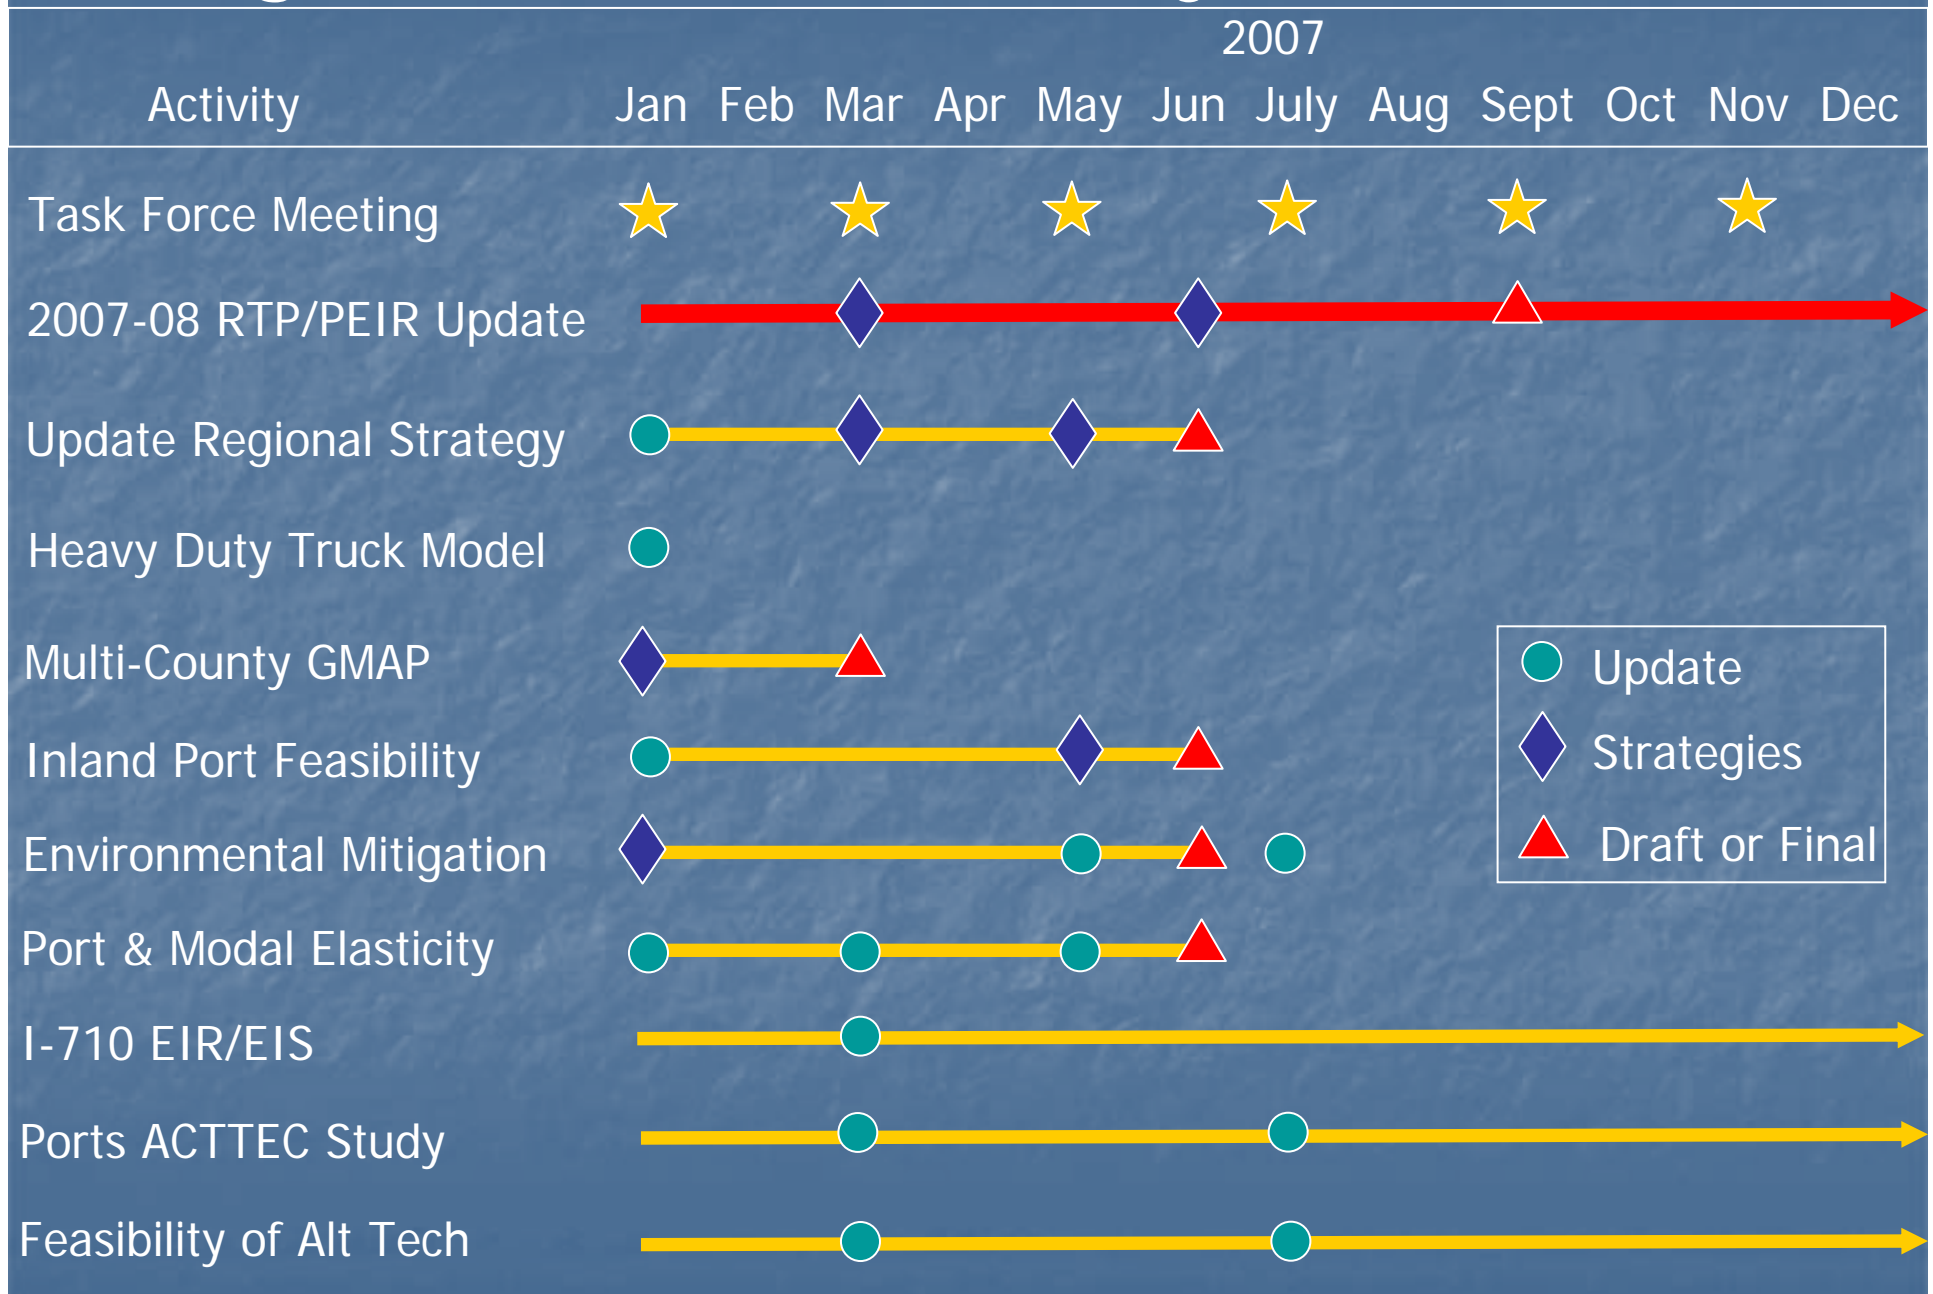 2007
Activity Jan Feb Mar Apr May Jun July Aug Sept Oct Nov Dec
Task Force Meeting
2007-08 RTP/PEIR Update
Update Regional Strategy
Heavy Duty Truck Model
Multi-County GMAP
Inland Port Feasibility
Environmental Mitigation
Port & Modal Elasticity
I-710 EIR/EIS
Ports ACTTEC Study
Feasibility of Alt Tech
Update
Strategies
Draft or Final